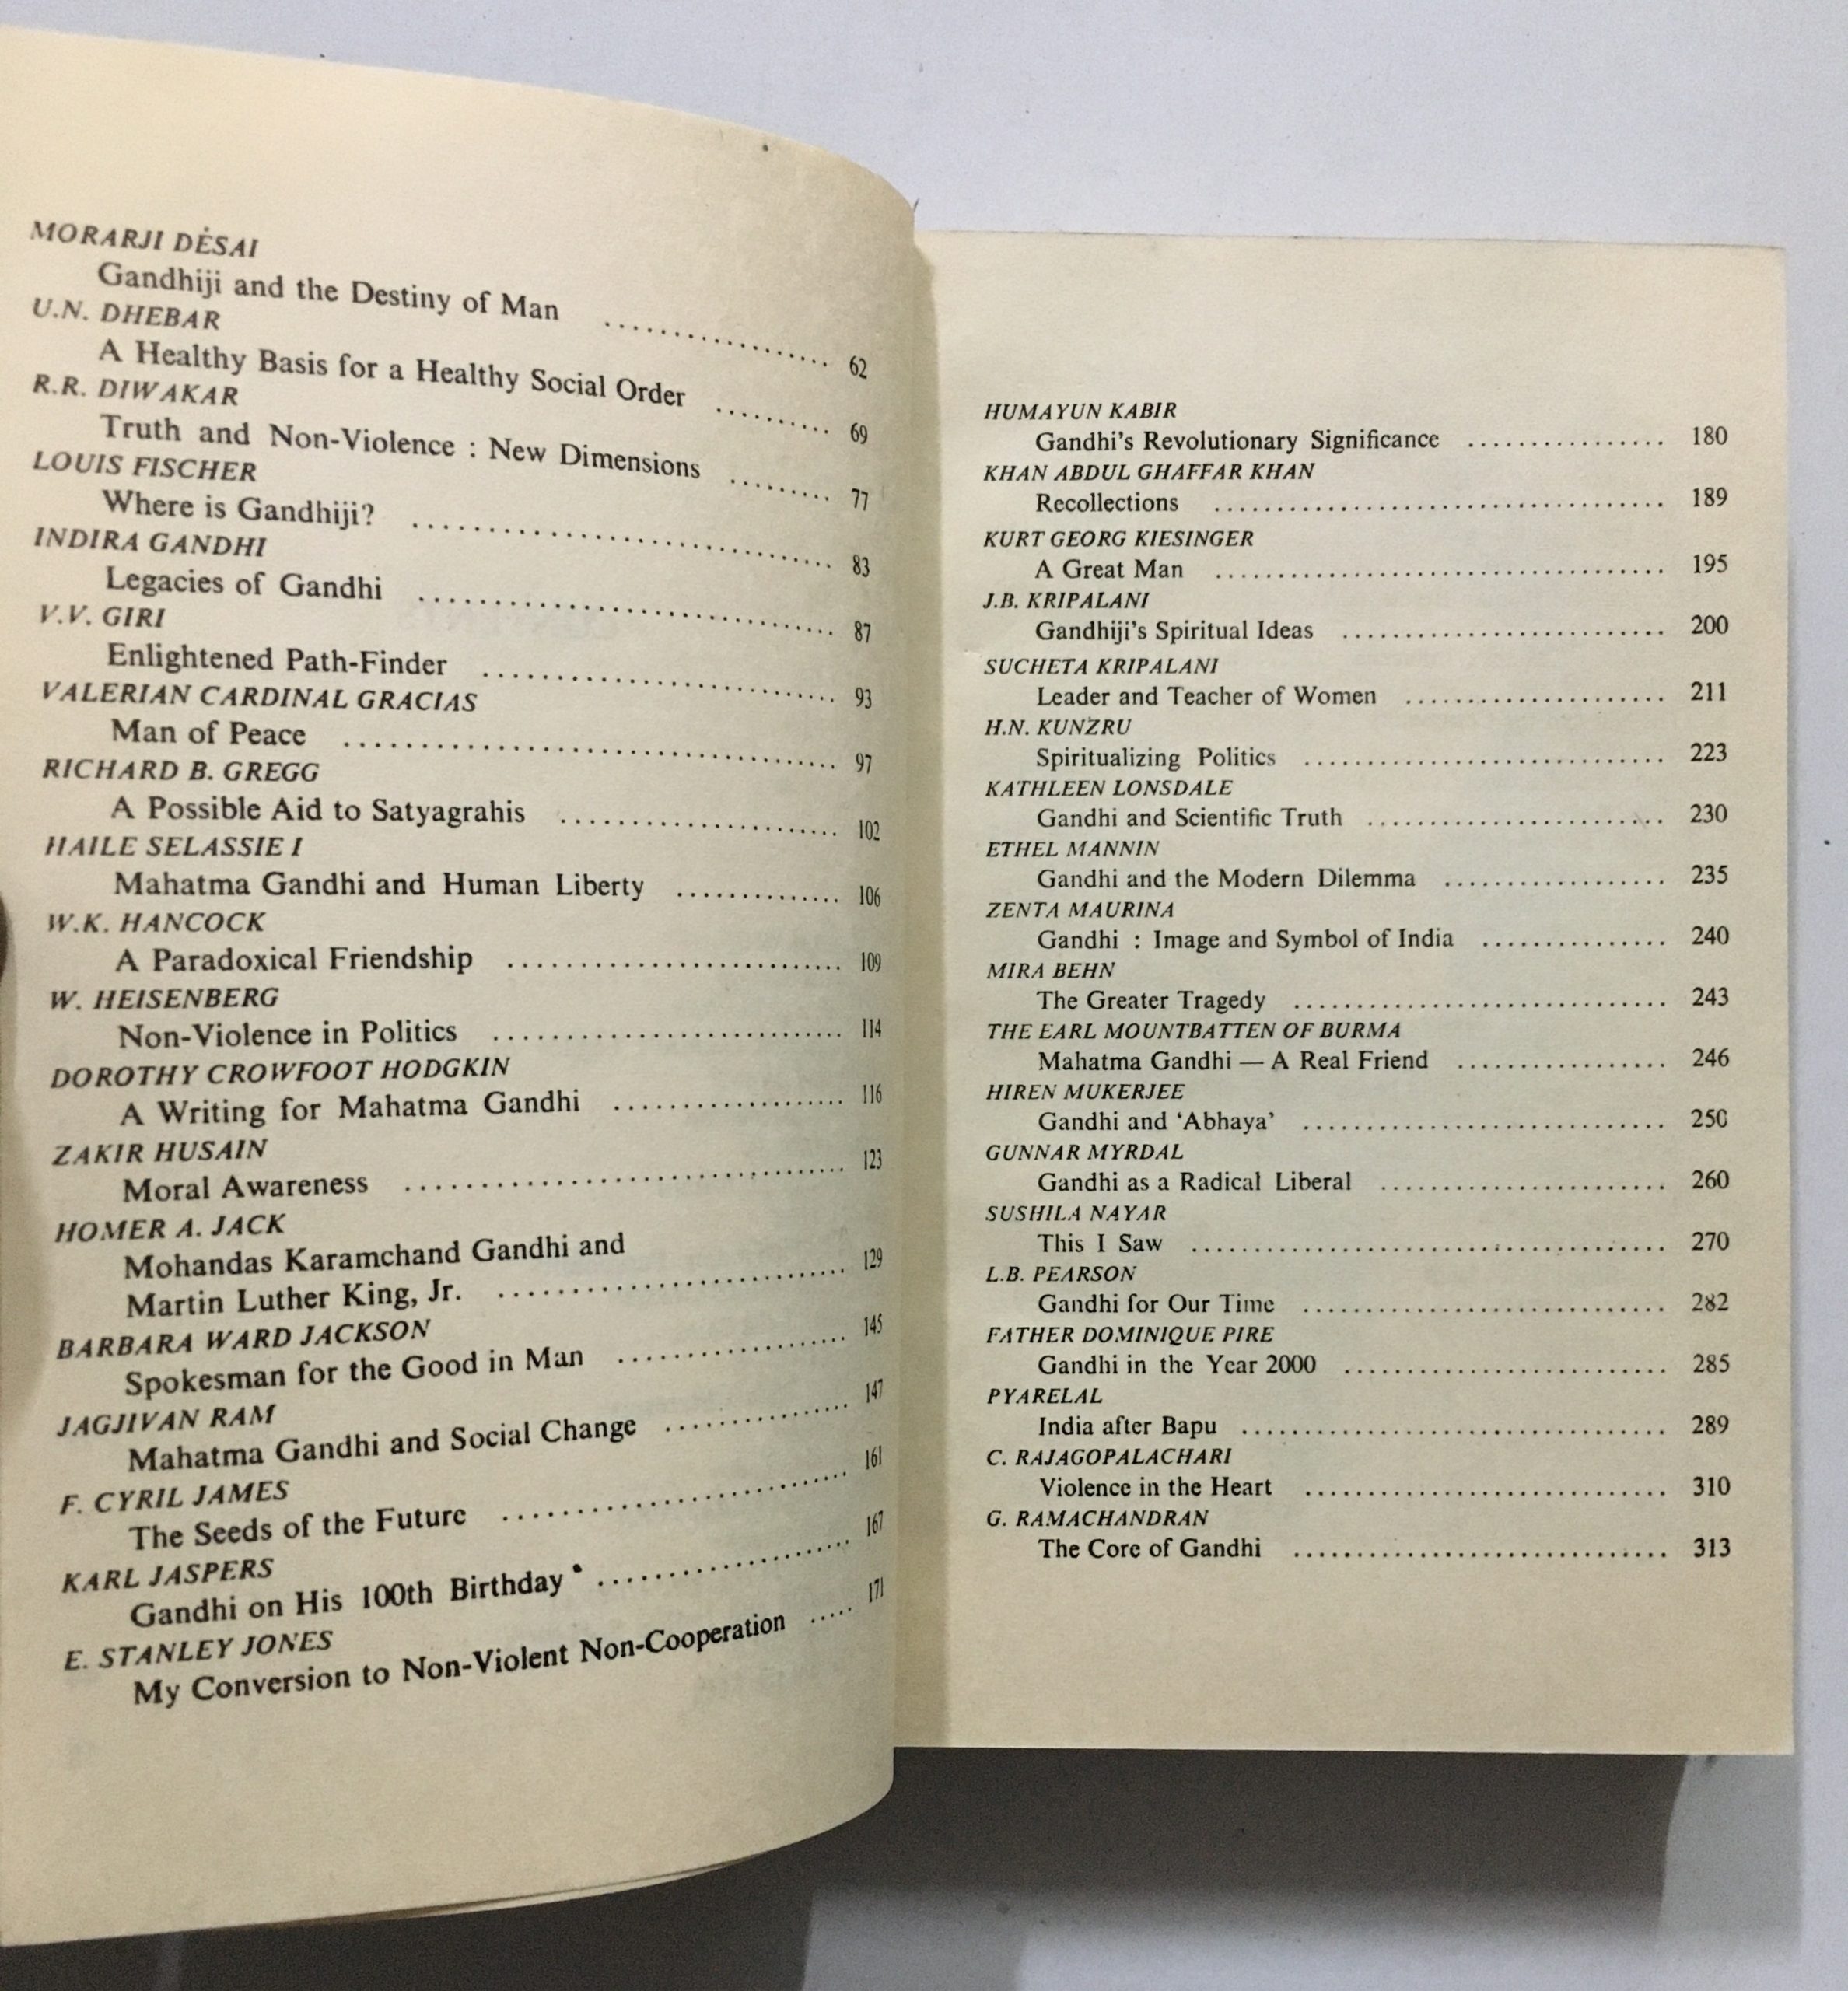 MORARJI DESAI
Gandhiji and the Destiny of Man .................... 62
U.N. DHEBAR
A Healthy Basis for a Healthy Social Order .......... 69
R.R. DIWAKAR
Truth and Non-Violence : New Dimensions ......... 77
LOUIS FISCHER
Where is Gandhiji? .................................... 83
INDIRA GANDHI
Legacies of Gandhi .................................... 87
V.V. GIRI
Enlightened Path-Finder .............................. 93
VALERIAN CARDINAL GRACIAS
Man of Peace .......................................... 97
RICHARD B. GREGG
A Possible Aid to Satyagrahis ........................ 102
HAILE SELASSIE I
Mahatma Gandhi and Human Liberty .............. 106
W.K. HANCOCK
A Paradoxical Friendship ............................ 109
W. HEISENBERG
Non-Violence in Politics .............................. 114
DOROTHY CROWFOOT HODGKIN
A Writing for Mahatma Gandhi .................... 116
ZAKIR HUSAIN
Moral Awareness ...................................... 123
HOMER A. JACK
Mohandas Karamchand Gandhi and
Martin Luther King, Jr. .............................. 129
BARBARA WARD JACKSON
Spokesman for the Good in Man .................... 145
JAGJIVAN RAM
Mahatma Gandhi and Social Change ................ 147
F. CYRIL JAMES
The Seeds of the Future .............................. 161
KARL JASPERS
Gandhi on His 100th Birthday ...................... 167
E. STANLEY JONES
My Conversion to Non-Violent Non-Cooperation ..... 171
HUMAYUN KABIR
Gandhi's Revolutionary Significance ................ 180
KHAN ABDUL GHAFFAR KHAN
Recollections ..................................... 189
KURT GEORG KIESINGER
A Great Man ..................................... 195
J.B. KRIPALANI
Gandhiji's Spiritual Ideas ........................... 200
SUCHETA KRIPALANI
Leader and Teacher of Women ...................... 211
H.N. KUNZRU
Spiritualizing Politics .............................. 223
KATHLEEN LONSDALE
Gandhi and Scientific Truth ......................... 230
ETHEL MANNIN
Gandhi and the Modern Dilemma ................... 235
ZENTA MAURINA
Gandhi : Image and Symbol of India ............... 240
MIRA BEHN
The Greater Tragedy ............................... 243
THE EARL MOUNTBATTEN OF BURMA
Mahatma Gandhi — A Real Friend .................. 246
HIREN MUKERJEE
Gandhi and ‘Abhaya’ .............................. 250
GUNNAR MYRDAL
Gandhi as a Radical Liberal ........................ 260
SUSHILA NAYAR
This I Saw ....................................... 270
L.B. PEARSON
Gandhi for Our Time .............................. 282
FATHER DOMINIQUE PIRE
Gandhi in the Year 2000 ........................... 285
PYARELAL
India after Bapu ................................... 289
C. RAJAGOPALACHARI
Violence in the Heart .............................. 310
G. RAMACHANDRAN
The Core of Gandhi ............................... 313